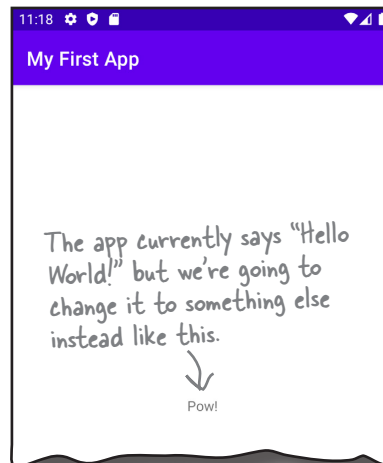 11:18
My First App
The app currently says “Hello
World!” but we’re going to
change it to something else
instead like this.
Pow!